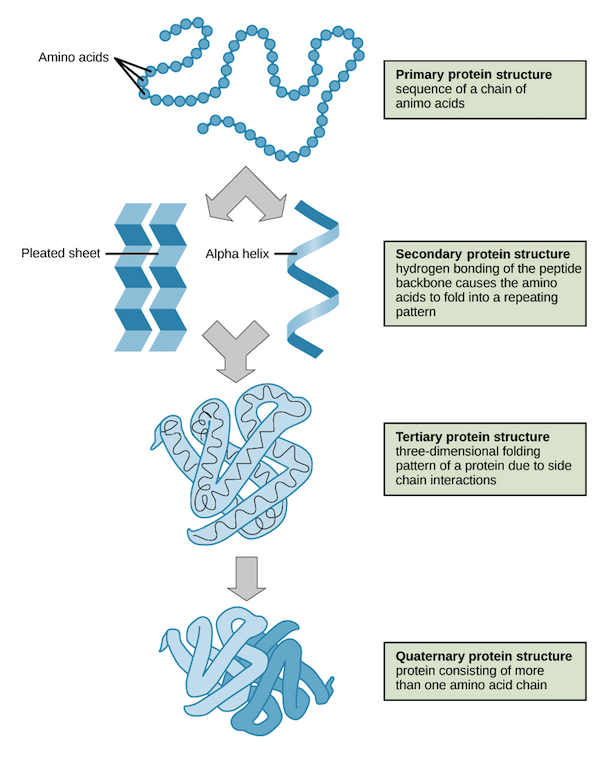 Amino acids
Primary protein structure
sequence of a chain of
animo acids
Pleated sheet
Alpha helix
Secondary protein structure
hydrogen bonding of the peptide
backbone causes the amino
acids to fold into a repeating
pattern
Tertiary protein structure
three-dimensional folding
pattern of a protein due to side
chain interactions
Quaternary protein structure
protein consisting of more
than one amino acid chain